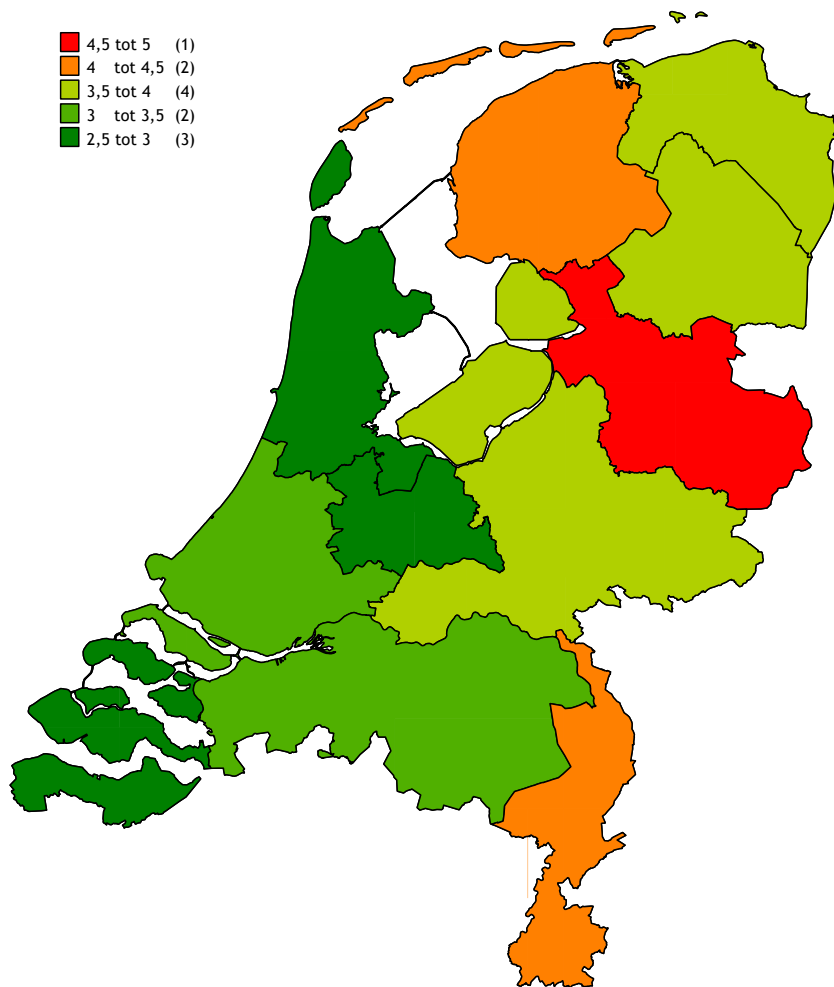 4,5 tot 5 (1)
4 tot 4,5 (2)
3,5 tot 4 (4)
3 tot 3,5 (2)
2,5 tot 3 (3)